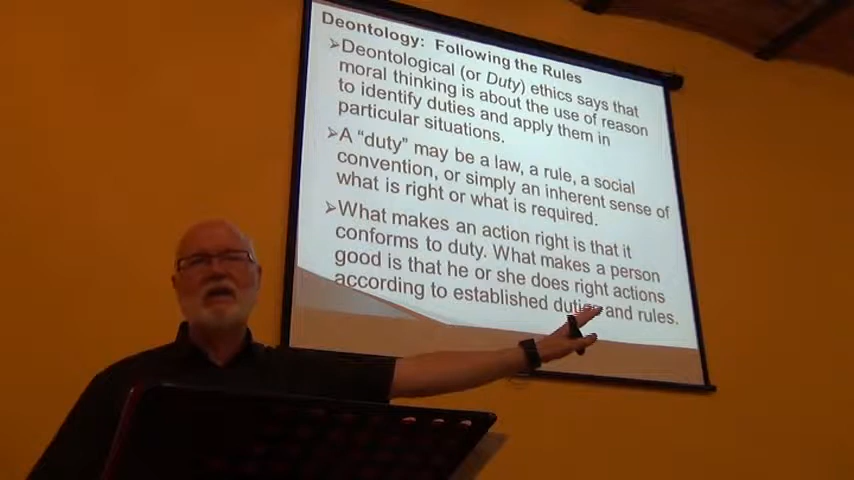 Deontology: Following the Rules
➢Deontological (or Duty) ethics says that
moral thinking is about the use of reason
to identify duties and apply them in
particular situations.
➢A “duty” may be a law, a rule, a social
convention, or simply an inherent sense of
what is right or what is required.
➢What makes an action right is that it
conforms to duty. What makes a person
good is that he or she does right actions
according to established duties and rules.